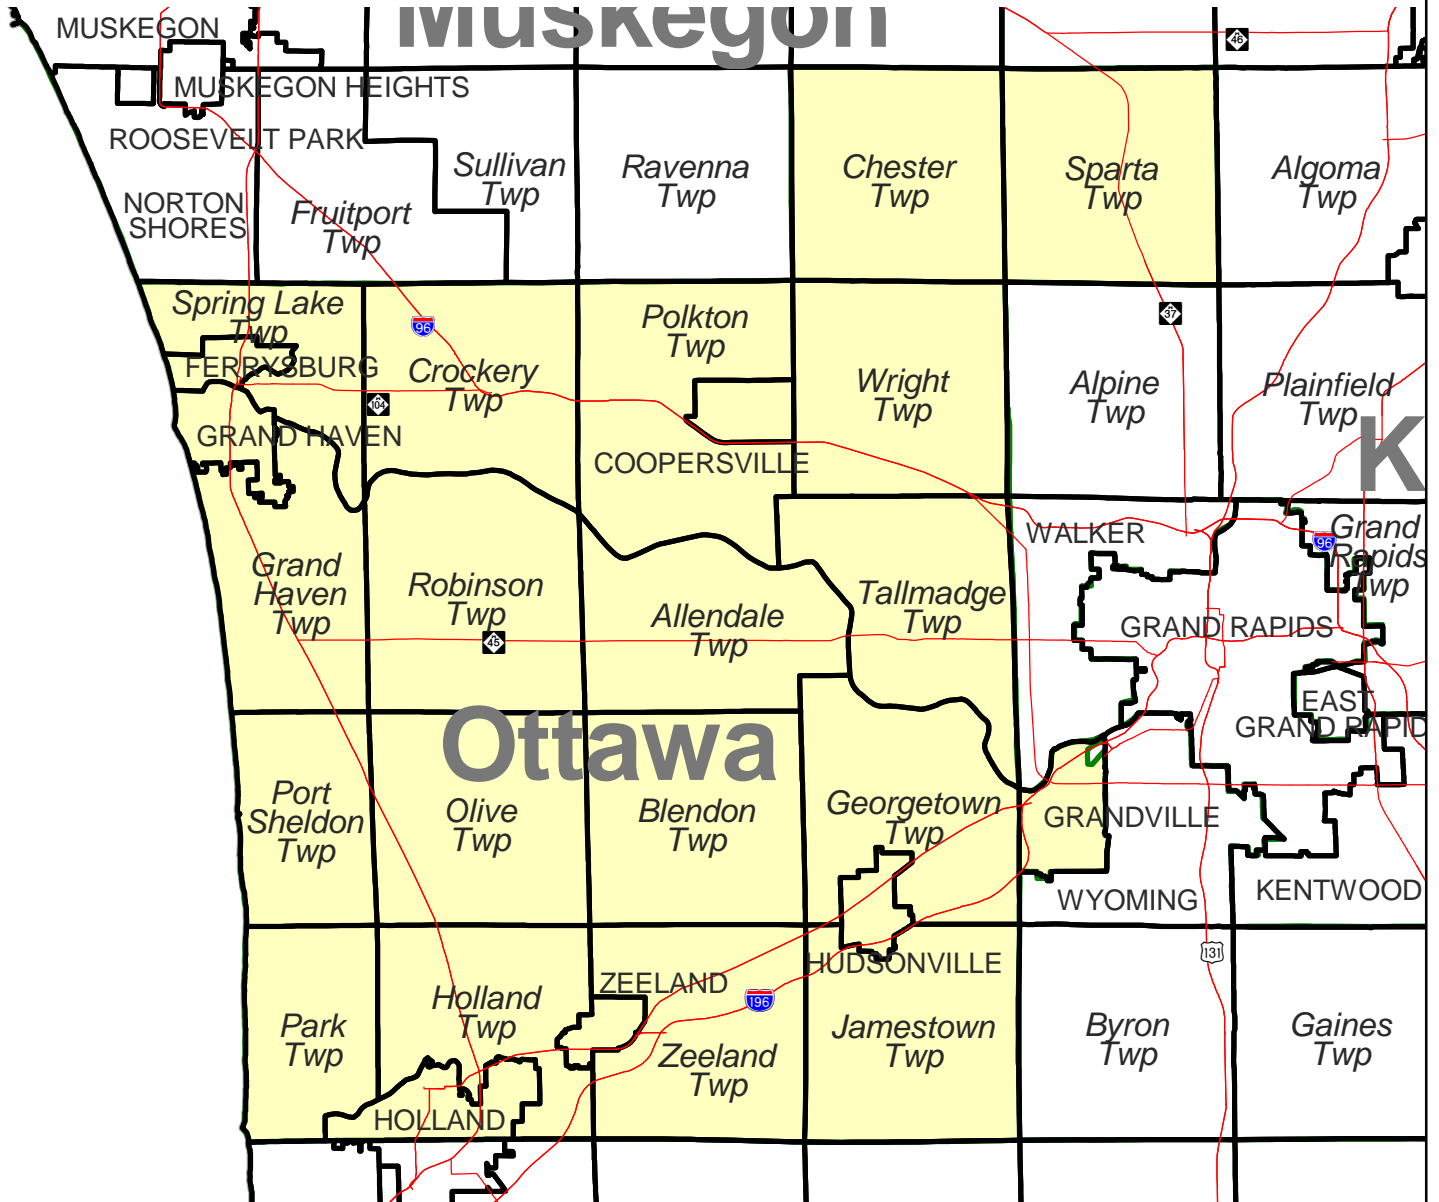 Muskegon
MUSKEGON
46
MUSKEGON HEIGHTS
ROOSEVELT PARK
Sullivan
Twp
Ravenna
Twp
Chester
Twp
Sparta
Twp
Algoma
Twp
NORTON
SHORES
Fruitport
Twp
Spring Lake
Twp
FERRYSBURG
96
Crockery
Twp
104
Polkton
Twp
Wright
Twp
37
Alpine
Twp
Plainfield
Twp
K
GRAND HAVEN
COOPERSVILLE
WALKER
96
Grand
Rapids
Twp
Grand
Haven
Twp
Robinson
Twp
45
Allendale
Twp
Tallmadge
Twp
GRAND RAPIDS
EAST
GRAND RAPID
Ottawa
Port
Sheldon
Twp
Olive
Twp
Blendon
Twp
Georgetown
Twp
GRANDVILLE
WYOMING
KENTWOOD
131
HUDSONVILLE
ZEELAND
196
Park
Twp
Holland
Twp
Zeeland
Twp
Jamestown
Twp
Byron
Twp
Gaines
Twp
HOLLAND